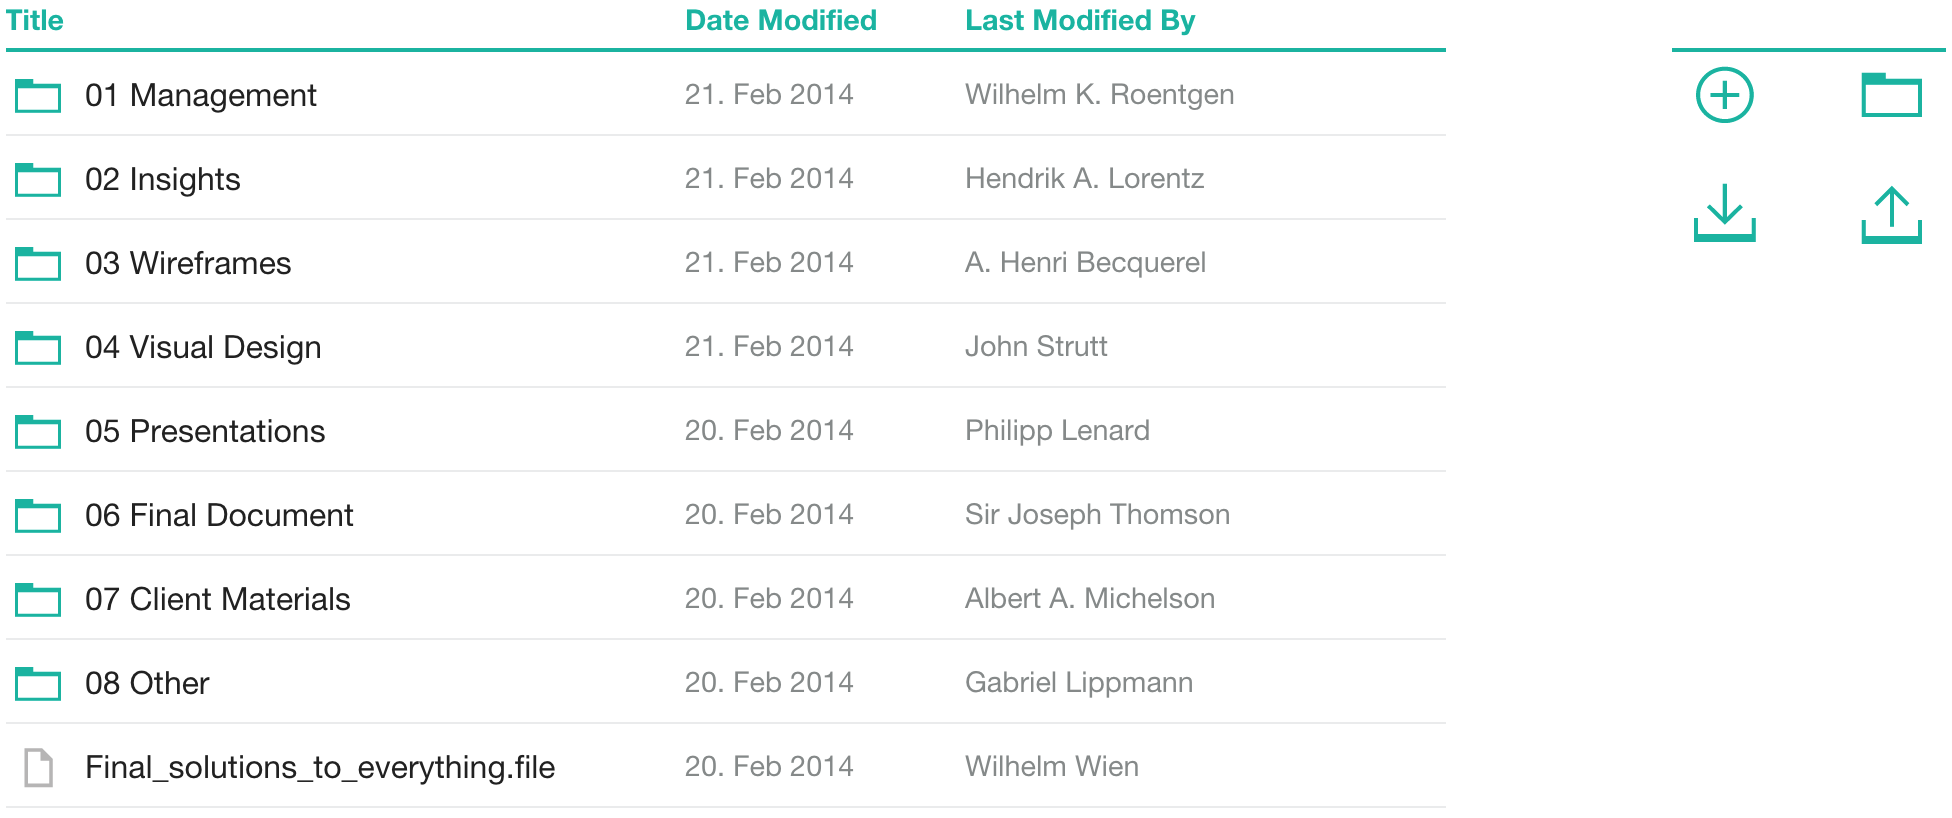 Title Date Modified Last Modified By
01 Management 21. Feb 2014 Wilhelm K. Roentgen
02 Insights 21. Feb 2014 Hendrik A. Lorentz
03 Wireframes 21. Feb 2014 A. Henri Becquerel
04 Visual Design 21. Feb 2014 John Strutt
05 Presentations 20. Feb 2014 Philipp Lenard
06 Final Document 20. Feb 2014 Sir Joseph Thomson
07 Client Materials 20. Feb 2014 Albert A. Michelson
08 Other 20. Feb 2014 Gabriel Lippmann
Final_solutions_to_everything.file 20. Feb 2014 Wilhelm Wien